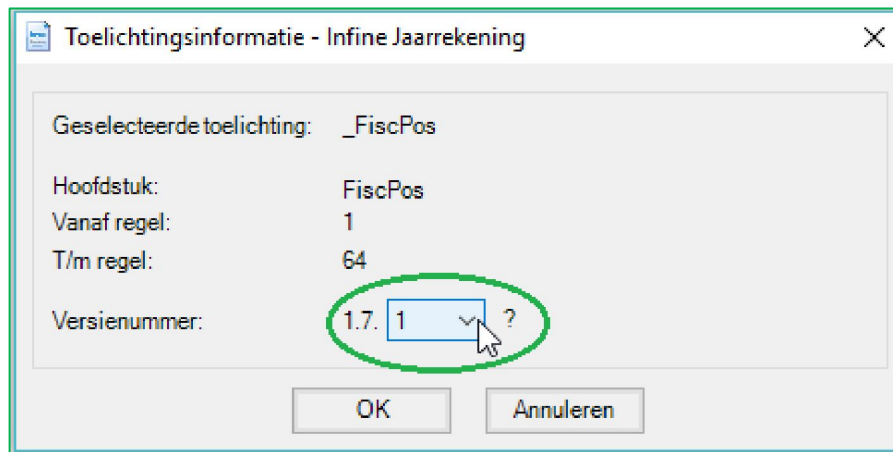 Toelichtingsinformatie - Infine Jaarrekening
Geselecteerde toelichting: _FiscPos
Hoofdstuk: FiscPos
Vanaf regel: 1
T/m regel: 64
Versienummer: 1.7. 1 ?
OK Annuleren